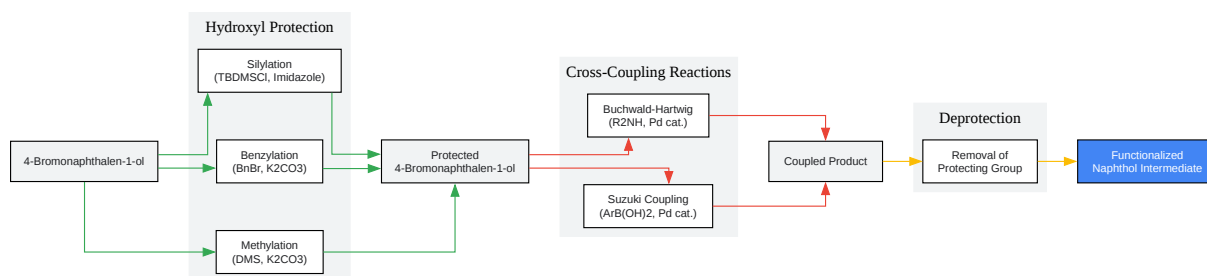 Hydroxyl Protection
Silylation
(TBDMSCl, Imidazole)
Cross-Coupling Reactions
Buchwald-Hartwig
(R2NH, Pd cat.)
Deprotection
4-Bromonaphthalen-1-ol
Benzylation
(BnBr, K2CO3)
Protected
4-Bromonaphthalen-1-ol
Coupled Product
Removal of
Protecting Group
Functionalized
Naphthol Intermediate
Suzuki Coupling
(ArB(OH)2, Pd cat.)
Methylation
(DMS, K2CO3)